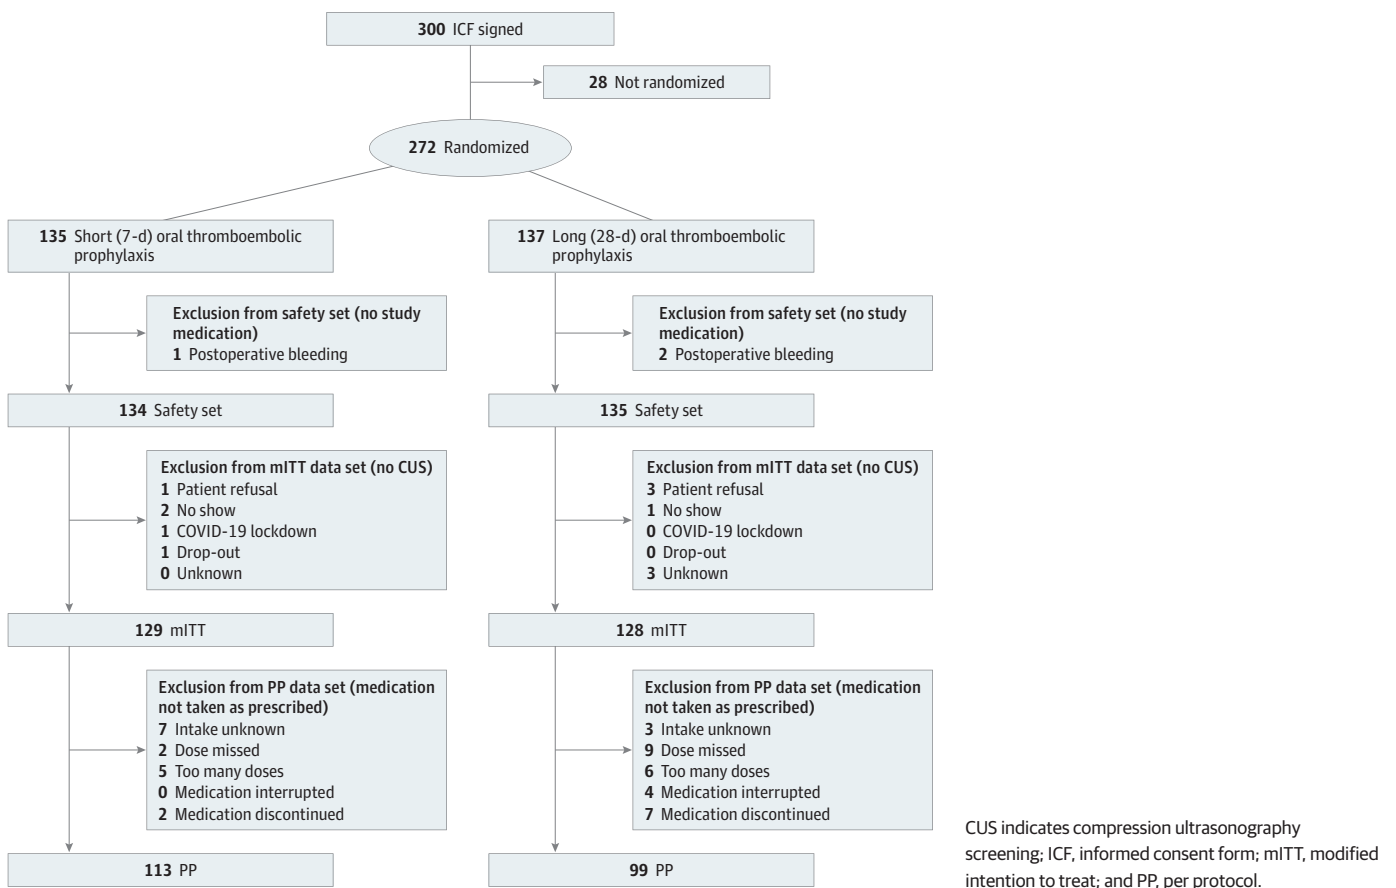 300 ICF signed
28 Not randomized
272 Randomized
135 Short (7-d) oral thromboembolic
prophylaxis
Exclusion from safety set (no study
medication)
1 Postoperative bleeding
134 Safety set
Exclusion from mITT data set (no CUS)
1 Patient refusal
2 No show
1 COVID-19 lockdown
1 Drop-out
0 Unknown
129 mITT
Exclusion from PP data set (medication
not taken as prescribed)
7 Intake unknown
2 Dose missed
5 Too many doses
0 Medication interrupted
2 Medication discontinued
113 PP
137 Long (28-d) oral thromboembolic
prophylaxis
Exclusion from safety set (no study
medication)
2 Postoperative bleeding
135 Safety set
Exclusion from mITT data set (no CUS)
3 Patient refusal
1 No show
0 COVID-19 lockdown
0 Drop-out
3 Unknown
128 mITT
Exclusion from PP data set (medication
not taken as prescribed)
3 Intake unknown
9 Dose missed
6 Too many doses
4 Medication interrupted
7 Medication discontinued
99 PP
CUS indicates compression ultrasonography
screening; ICF, informed consent form; mITT, modified
intention to treat; and PP, per protocol.